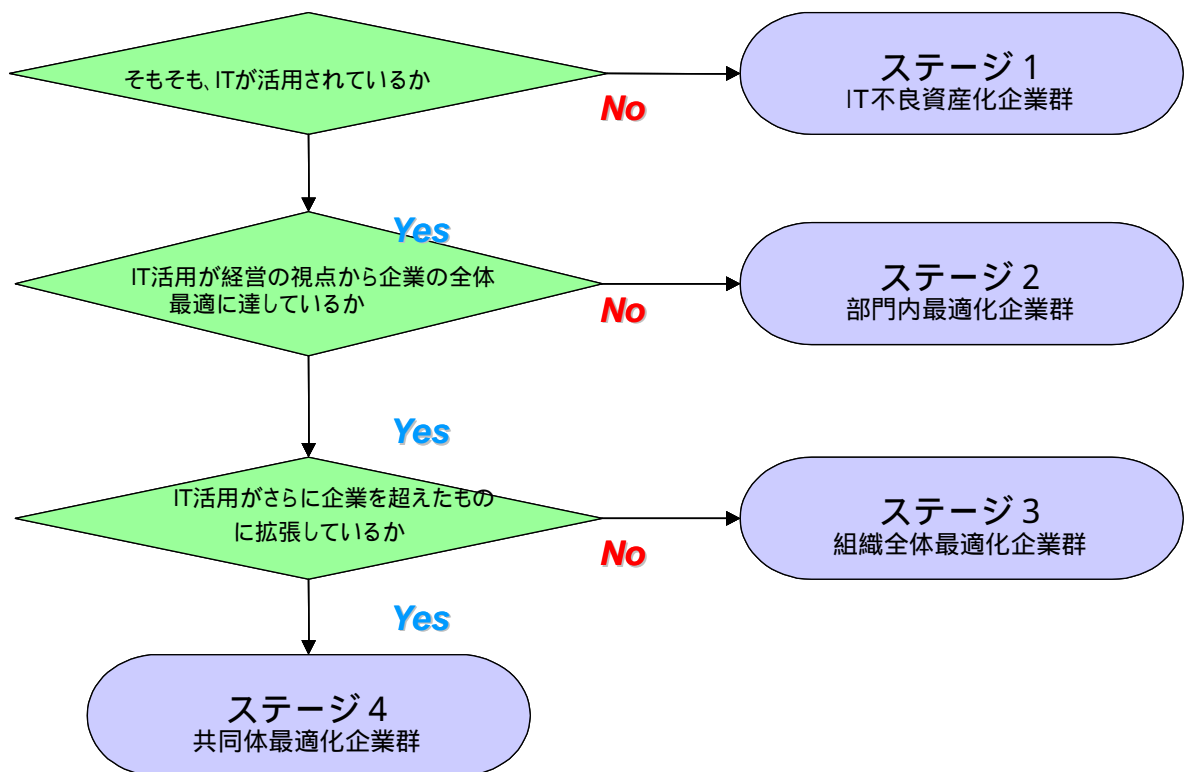 そもそも、ITが活用されているか
No
ステージ1
IT不良資産化企業群
Yes
IT活用が経営の視点から企業の全体
最適に達しているか
No
ステージ2
部門内最適化企業群
Yes
IT活用がさらに企業を超えたもの
に拡張しているか
No
ステージ3
組織全体最適化企業群
Yes
ステージ4
共同体最適化企業群